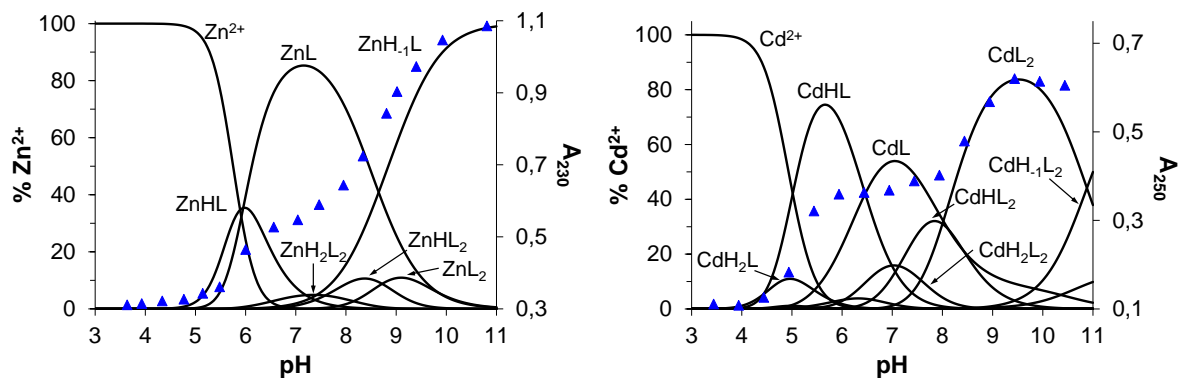 % Zn²⁺
100
80
60
40
20
0
Zn²⁺
ZnL
ZnH₋₁L
ZnHL
ZnH₂L₂
ZnHL₂
ZnL₂
1,1
0,9
0,7
0,5
0,3
A₂₃₀
3 4 5 6 7 8 9 10 11
pH
% Cd²⁺
100
80
60
40
20
0
Cd²⁺
CdHL
CdL
CdL₂
CdH₂L
CdHL₂
CdH₂L₂
CdH₋₁L₂
0,7
0,5
0,3
0,1
A₂₅₀
3 4 5 6 7 8 9 10 11
pH